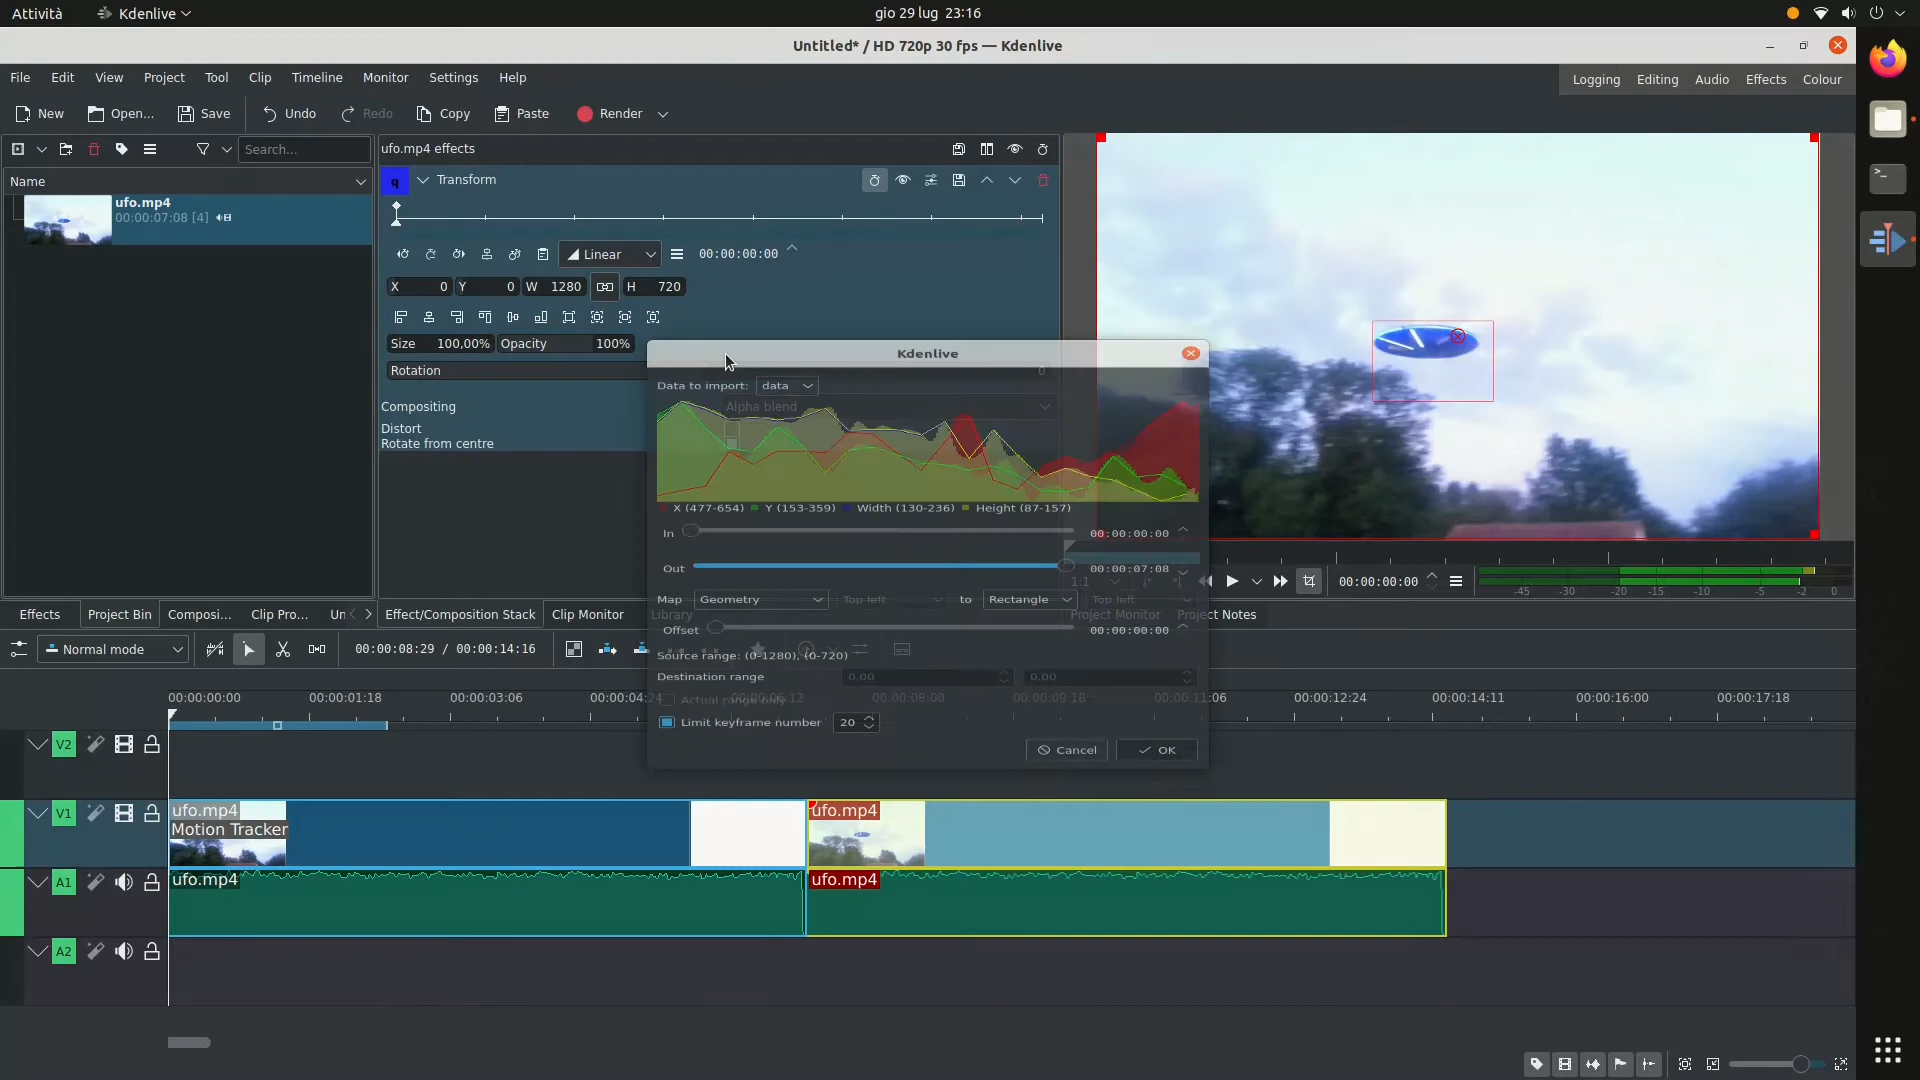 Attività
Kdenlive
gio 29 lug 23:16
Untitled* / HD 720p 30 fps — Kdenlive
File Edit View Project Tool Clip Timeline Monitor Settings Help
Logging Editing Audio Effects Colour
New Open... Save Undo Redo Copy Paste Render
Search...
ufo.mp4 effects
Name
q Transform
ufo.mp4
00:00:07:08 [4]
Linear 00:00:00:00
X 0 Y 0 W 1280 H 720
Size 100,00% Opacity 100%
Rotation 0
Compositing Alpha blend
Distort
Rotate from centre
Kdenlive
Data to import: data
X (477-654) Y (153-359) Width (130-236) Height (87-157)
In 00:00:00:00
Out 00:00:07:08
Map Geometry Top left to Rectangle Top left
Offset 00:00:00:00
Source range: (0-1280), (0-720)
Destination range 0,00 0,00
Actual range only
Limit keyframe number 20
Cancel OK
1:1 00:00:00:00
-45 -30 -20 -15 -10 -5 -2 0
Effects Project Bin Composi... Clip Pro... Un
Effect/Composition Stack Clip Monitor Library
Project Monitor Project Notes
Normal mode 00:00:08:29 / 00:00:14:16
00:00:00:00 00:00:01:18 00:00:03:06 00:00:04:24 00:00:06:12 00:00:08:00 00:00:09:18 00:00:11:06 00:00:12:24 00:00:14:11 00:00:16:00 00:00:17:18
V2
V1 ufo.mp4 ufo.mp4
Motion Tracker
A1 ufo.mp4 ufo.mp4
A2